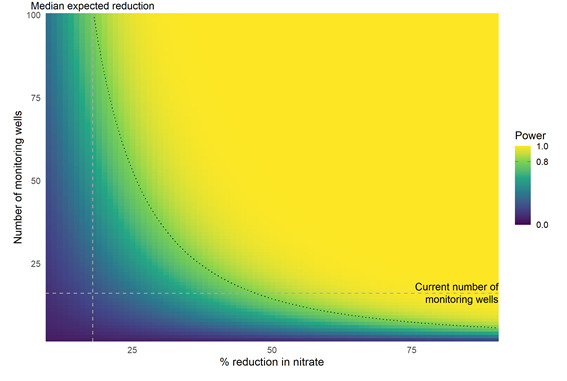 Median expected reduction
100
75
50
25
Number of monitoring wells
Current number of
monitoring wells
25
50
75
% reduction in nitrate
Power
1.0
0.8
0.0